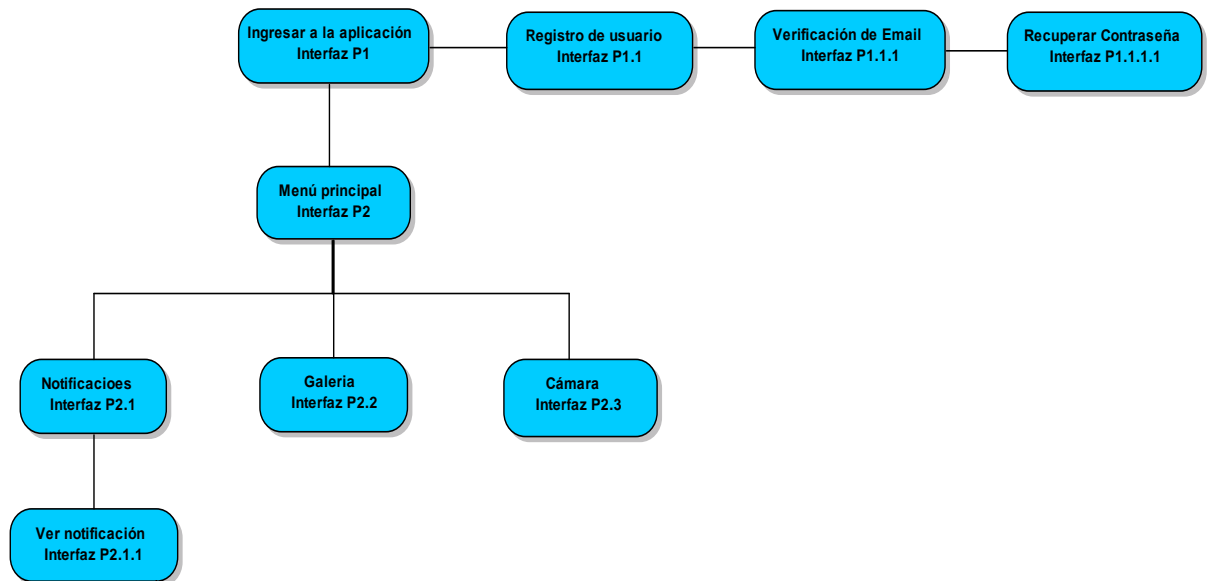 Ingresar a la aplicación
Interfaz P1
Registro de usuario
Interfaz P1.1
Verificación de Email
Interfaz P1.1.1
Recuperar Contraseña
Interfaz P1.1.1.1
Menú principal
Interfaz P2
Notificacioes
Interfaz P2.1
Galeria
Interfaz P2.2
Cámara
Interfaz P2.3
Ver notificación
Interfaz P2.1.1